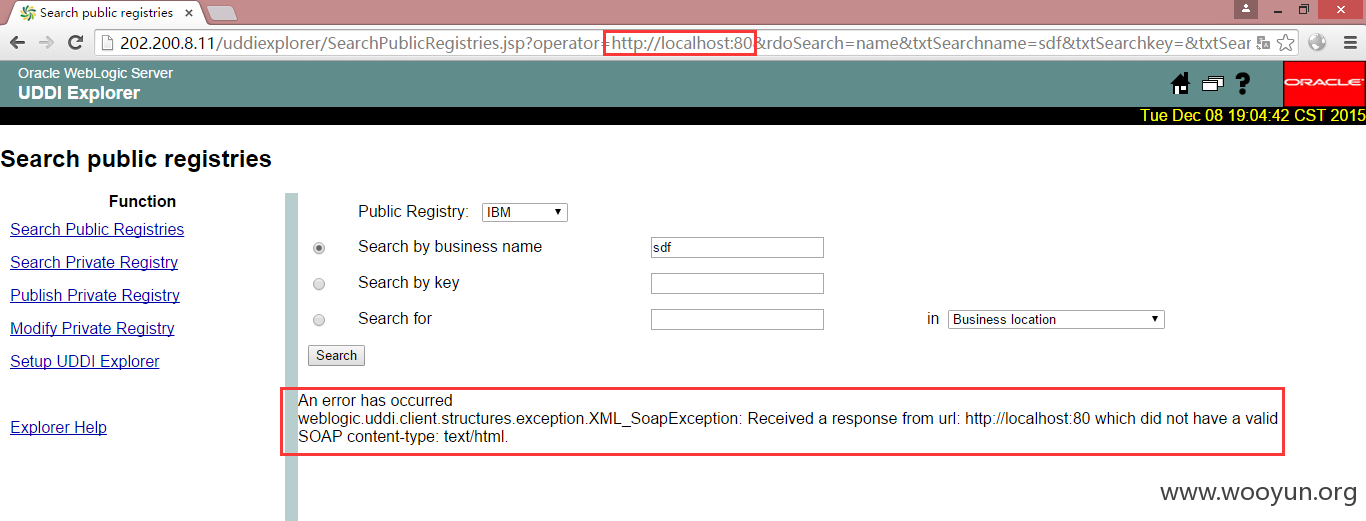 Search public registries
202.200.8.11/uddiexplorer/SearchPublicRegistries.jsp?operator=http://localhost:80&rdoSearch=name&txtSearchname=sdf&txtSearchkey=&txtSear
Oracle WebLogic Server
UDDI Explorer
ORACLE
Tue Dec 08 19:04:42 CST 2015
Search public registries
Function
Search Public Registries
Search Private Registry
Publish Private Registry
Modify Private Registry
Setup UDDI Explorer
Explorer Help
Public Registry: IBM
Search by business name sdf
Search by key
Search for in Business location
Search
An error has occurred
weblogic.uddi.client.structures.exception.XML_SoapException: Received a response from url: http://localhost:80 which did not have a valid
SOAP content-type: text/html.
www.wooyun.org